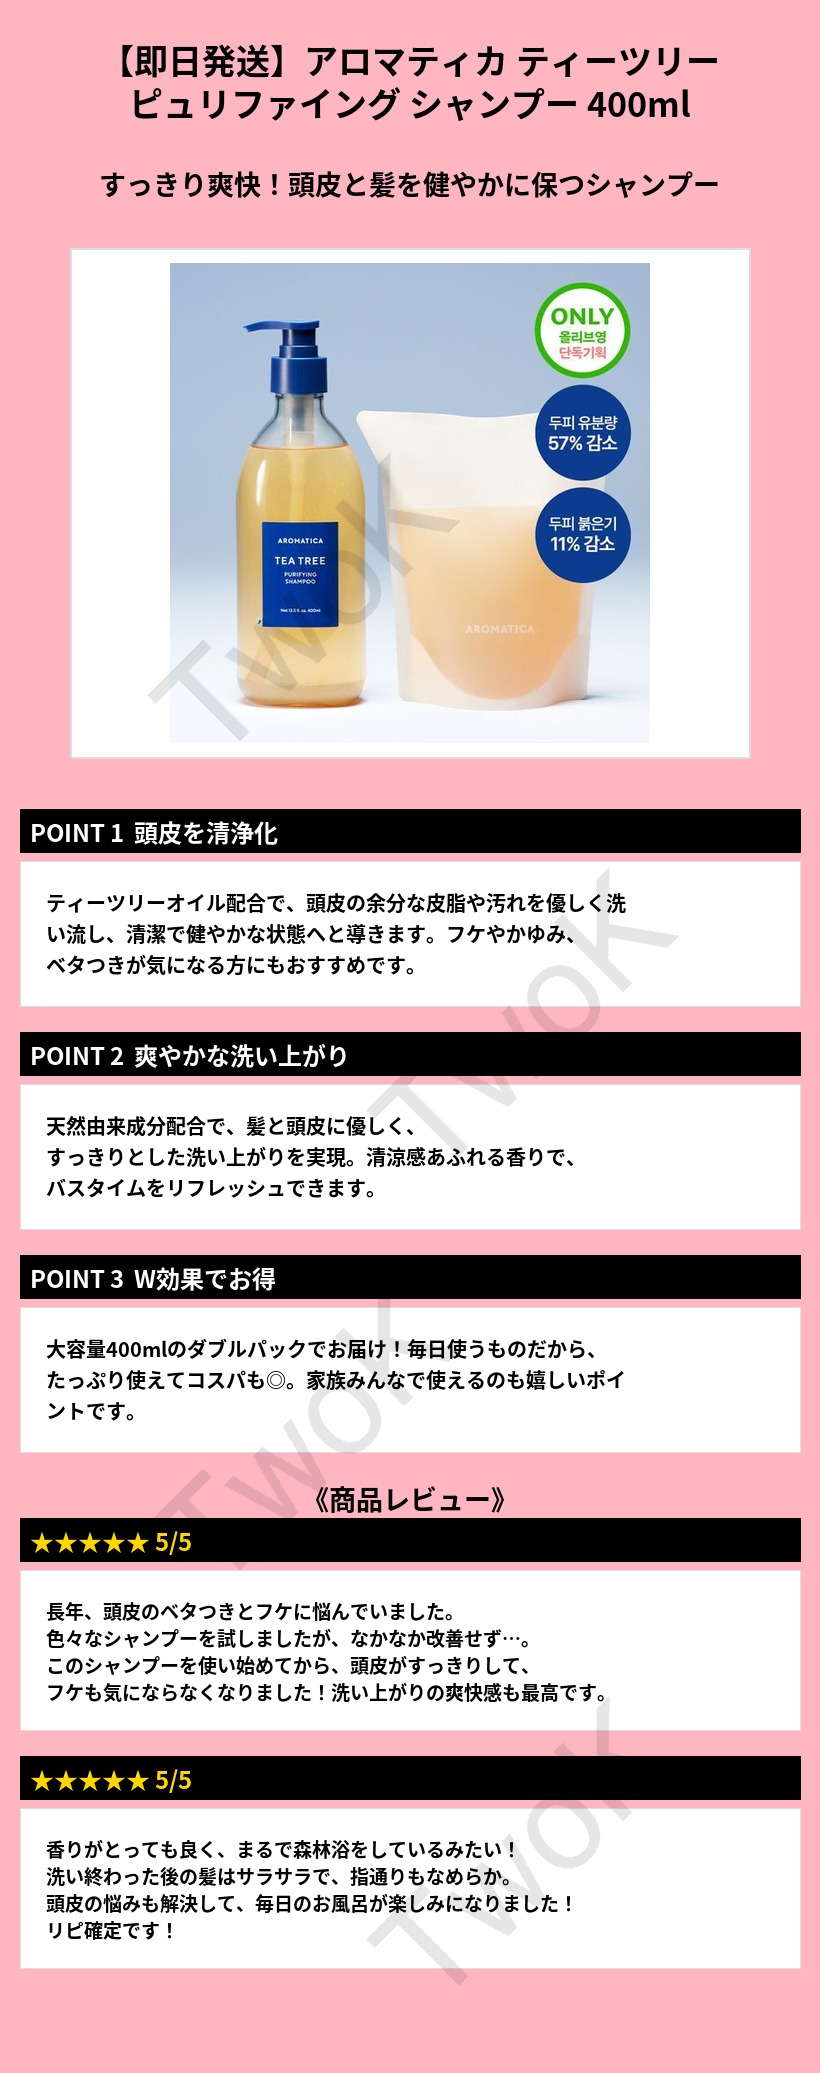 【即日発送】アロマティカ ティーツリー
ピュリファイング シャンプー 400ml
すっきり爽快！頭皮と髪を健やかに保つシャンプー
ONLY
올리브영
단독기획
두피 유분량
57% 감소
두피 붉은기
11% 감소
AROMATICA
TEA TREE
PURIFYING
SHAMPOO
Net 13.5 fl. oz. 400ml
AROMATICA
TwoK
POINT 1 頭皮を清浄化
ティーツリーオイル配合で、頭皮の余分な皮脂や汚れを優しく洗
い流し、清潔で健やかな状態へと導きます。フケやかゆみ、
ベタつきが気になる方にもおすすめです。
TwoK
POINT 2 爽やかな洗い上がり
天然由来成分配合で、髪と頭皮に優しく、
すっきりとした洗い上がりを実現。清涼感あふれる香りで、
バスタイムをリフレッシュできます。
POINT 3 W効果でお得
大容量400mlのダブルパックでお届け！毎日使うものだから、
たっぷり使えてコスパも◎。家族みんなで使えるのも嬉しいポイ
ントです。
TwoK
《商品レビュー》
★★★★★ 5/5
長年、頭皮のベタつきとフケに悩んでいました。
色々なシャンプーを試しましたが、なかなか改善せず…。
このシャンプーを使い始めてから、頭皮がすっきりして、
フケも気にならなくなりました！洗い上がりの爽快感も最高です。
★★★★★ 5/5
香りがとっても良く、まるで森林浴をしているみたい！
洗い終わった後の髪はサラサラで、指通りもなめらか。
頭皮の悩みも解決して、毎日のお風呂が楽しみになりました！
リピ確定です！
TwoK